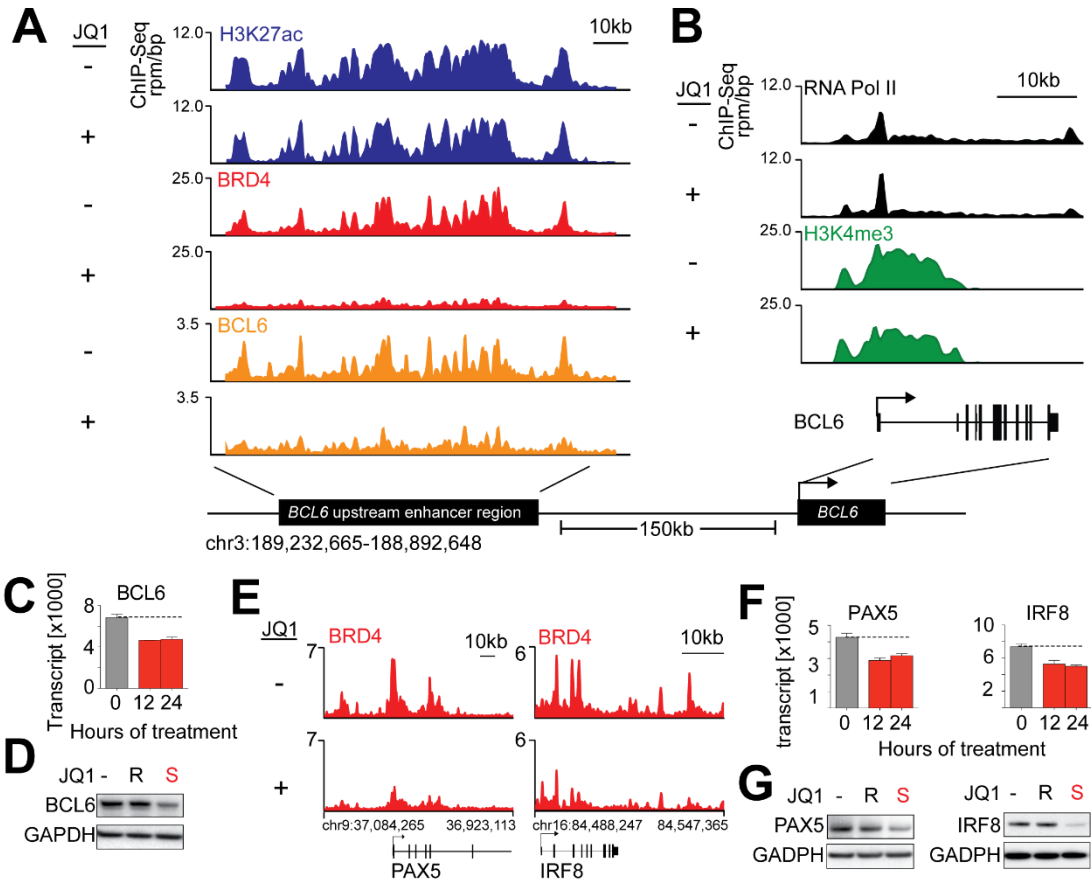 A
JQ1
ChIP-Seq
rpm/bp
12.0
H3K27ac
10kb
-
12.0
+
25.0
BRD4
-
25.0
+
3.5
BCL6
-
3.5
+
BCL6 upstream enhancer region
chr3:189,232,665-188,892,648
150kb
BCL6
B
JQ1
ChIP-Seq
rpm/bp
12.0
RNA Pol II
10kb
-
12.0
+
25.0
H3K4me3
-
25.0
+
BCL6
C
BCL6
Transcript [x1000]
8
6
4
2
0
0 12 24
Hours of treatment
D
JQ1 - R S
BCL6
GAPDH
E
JQ1
7
BRD4
10kb
6
BRD4
10kb
-
7
6
+
chr9:37,084,265 36,923,113
chr16:84,488,247 84,547,365
PAX5
IRF8
F
PAX5
transcript [x1000]
5
3
1
0 12 24
IRF8
10
6
2
0 12 24
Hours of treatment
G
JQ1 - R S
PAX5
GADPH
JQ1 - R S
IRF8
GADPH